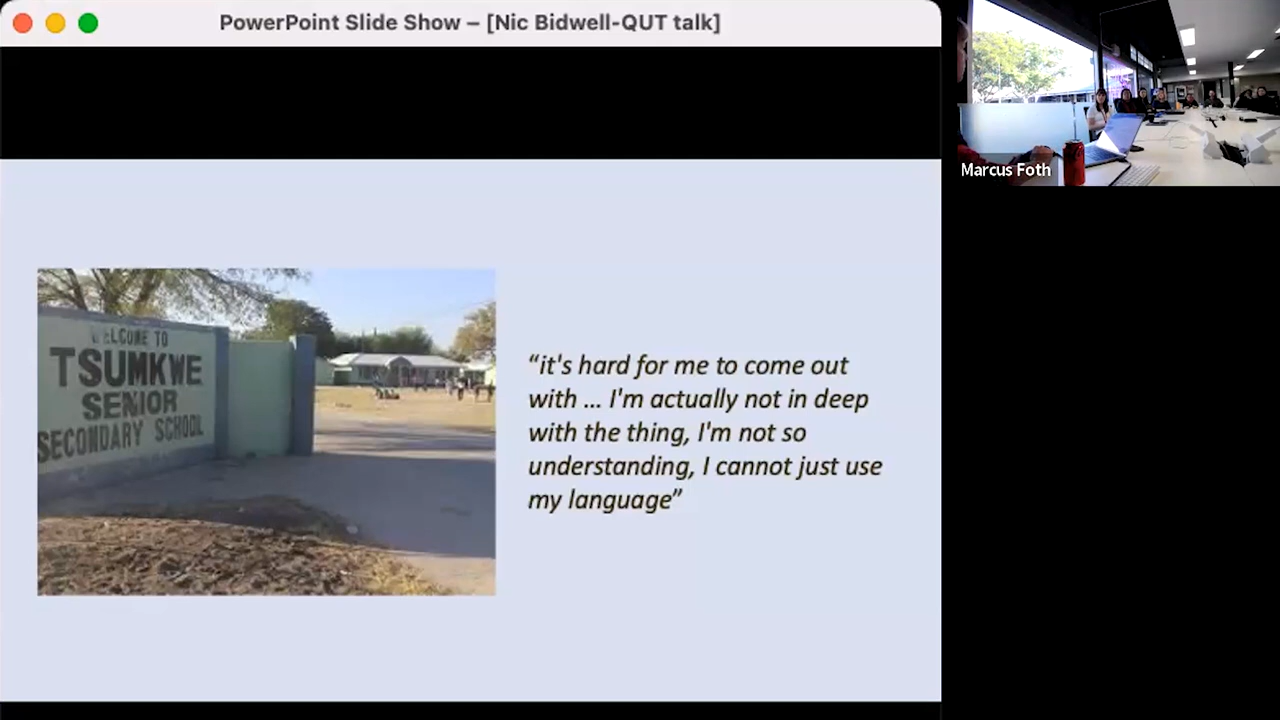 PowerPoint Slide Show – [Nic Bidwell-QUT talk]
Marcus Foth
WELCOME TO
TSUMKWE
SENIOR
SECONDARY SCHOOL
“it's hard for me to come out
with ... I'm actually not in deep
with the thing, I'm not so
understanding, I cannot just use
my language”